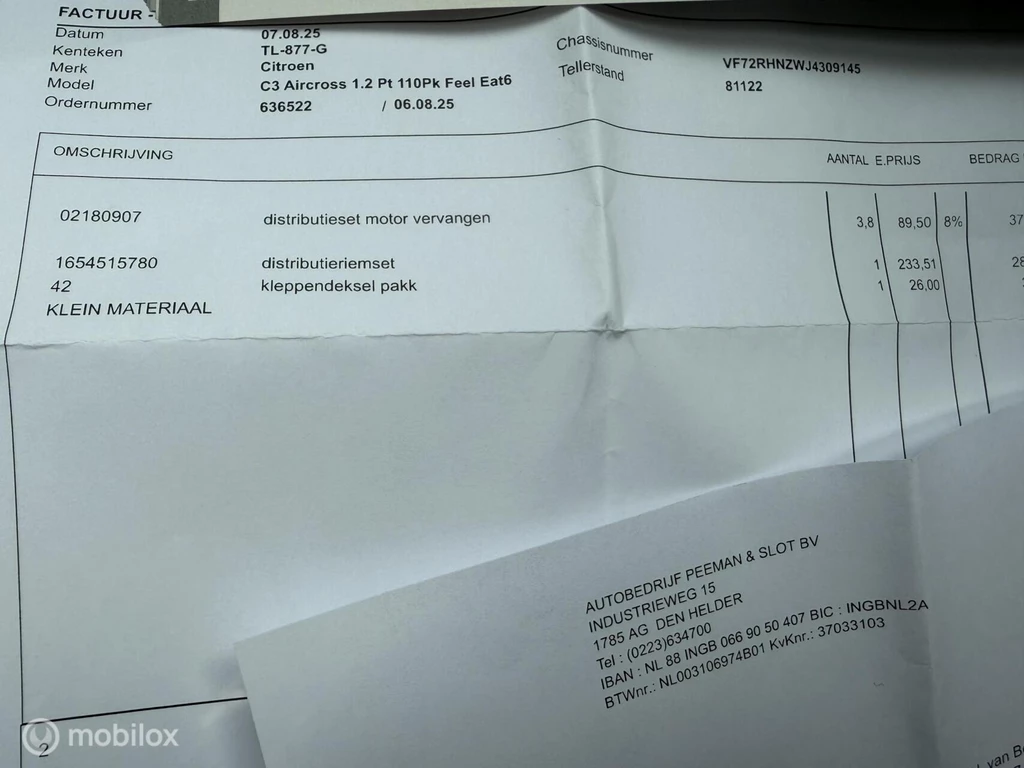 FACTUUR -
Datum 07.08.25
Kenteken TL-877-G
Merk Citroen
Model C3 Aircross 1.2 Pt 110Pk Feel Eat6
Ordernummer 636522 / 06.08.25
Chassisnummer VF72RHNZWJ4309145
Tellerstand 81122
OMSCHRIJVING AANTAL E.PRIJS BEDRAG
02180907 distributieset motor vervangen 3,8 89,50 8% 37
1654515780 distributieriemset 1 233,51 28
42 kleppendeksel pakk 1 26,00
KLEIN MATERIAAL
AUTOBEDRIJF PEEMAN & SLOT BV
INDUSTRIEWEG 15
1785 AG DEN HELDER
Tel : (0223)634700
IBAN : NL 88 INGB 066 90 50 407 BIC : INGBNL2A
BTWnr.: NL003106974B01 KvKnr.: 37033103
van
2
mobilox